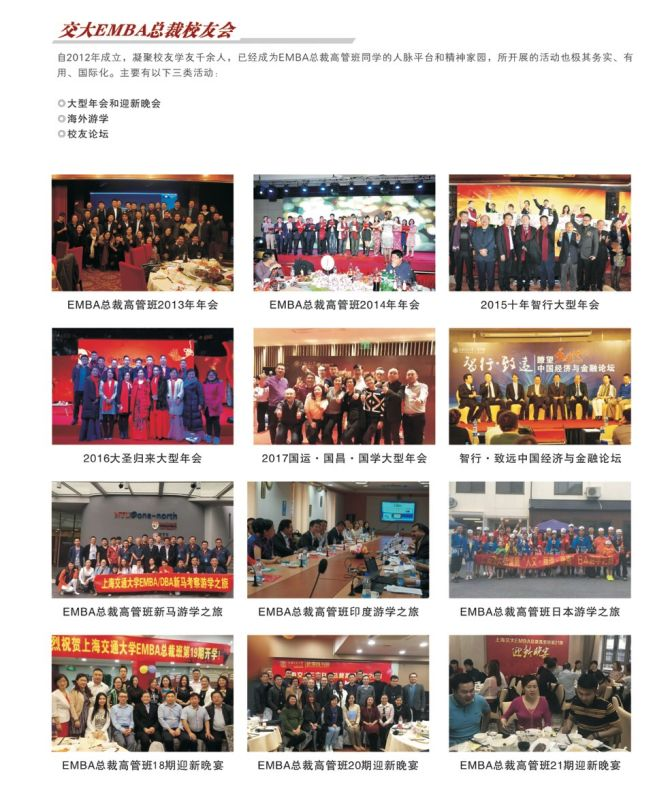 交大EMBA总裁校友会
自2012年成立，凝聚校友学友千余人，已经成为EMBA总裁高管班同学的人脉平台和精神家园，所开展的活动也极其务实、有
用、国际化。主要有以下三类活动：
◎大型年会和迎新晚会
◎海外游学
◎校友论坛
EMBA总裁高管班2013年年会
EMBA总裁高管班2014年年会
2015十年智行大型年会
智行·致远
瞭望
中国经济与金融论坛
2016大圣归来大型年会
2017国运·国昌·国学大型年会
智行·致远中国经济与金融论坛
one-north
上海交通大学EMBA/DBA新马考察游学之旅
EMBA总裁高管班新马游学之旅
EMBA总裁高管班印度游学之旅
EMBA总裁高管班日本游学之旅
烈祝贺上海交通大学EMBA总裁班第19期开学!
迎新晚宴
EMBA总裁高管班18期迎新晚宴
EMBA总裁高管班20期迎新晚宴
EMBA总裁高管班21期迎新晚宴